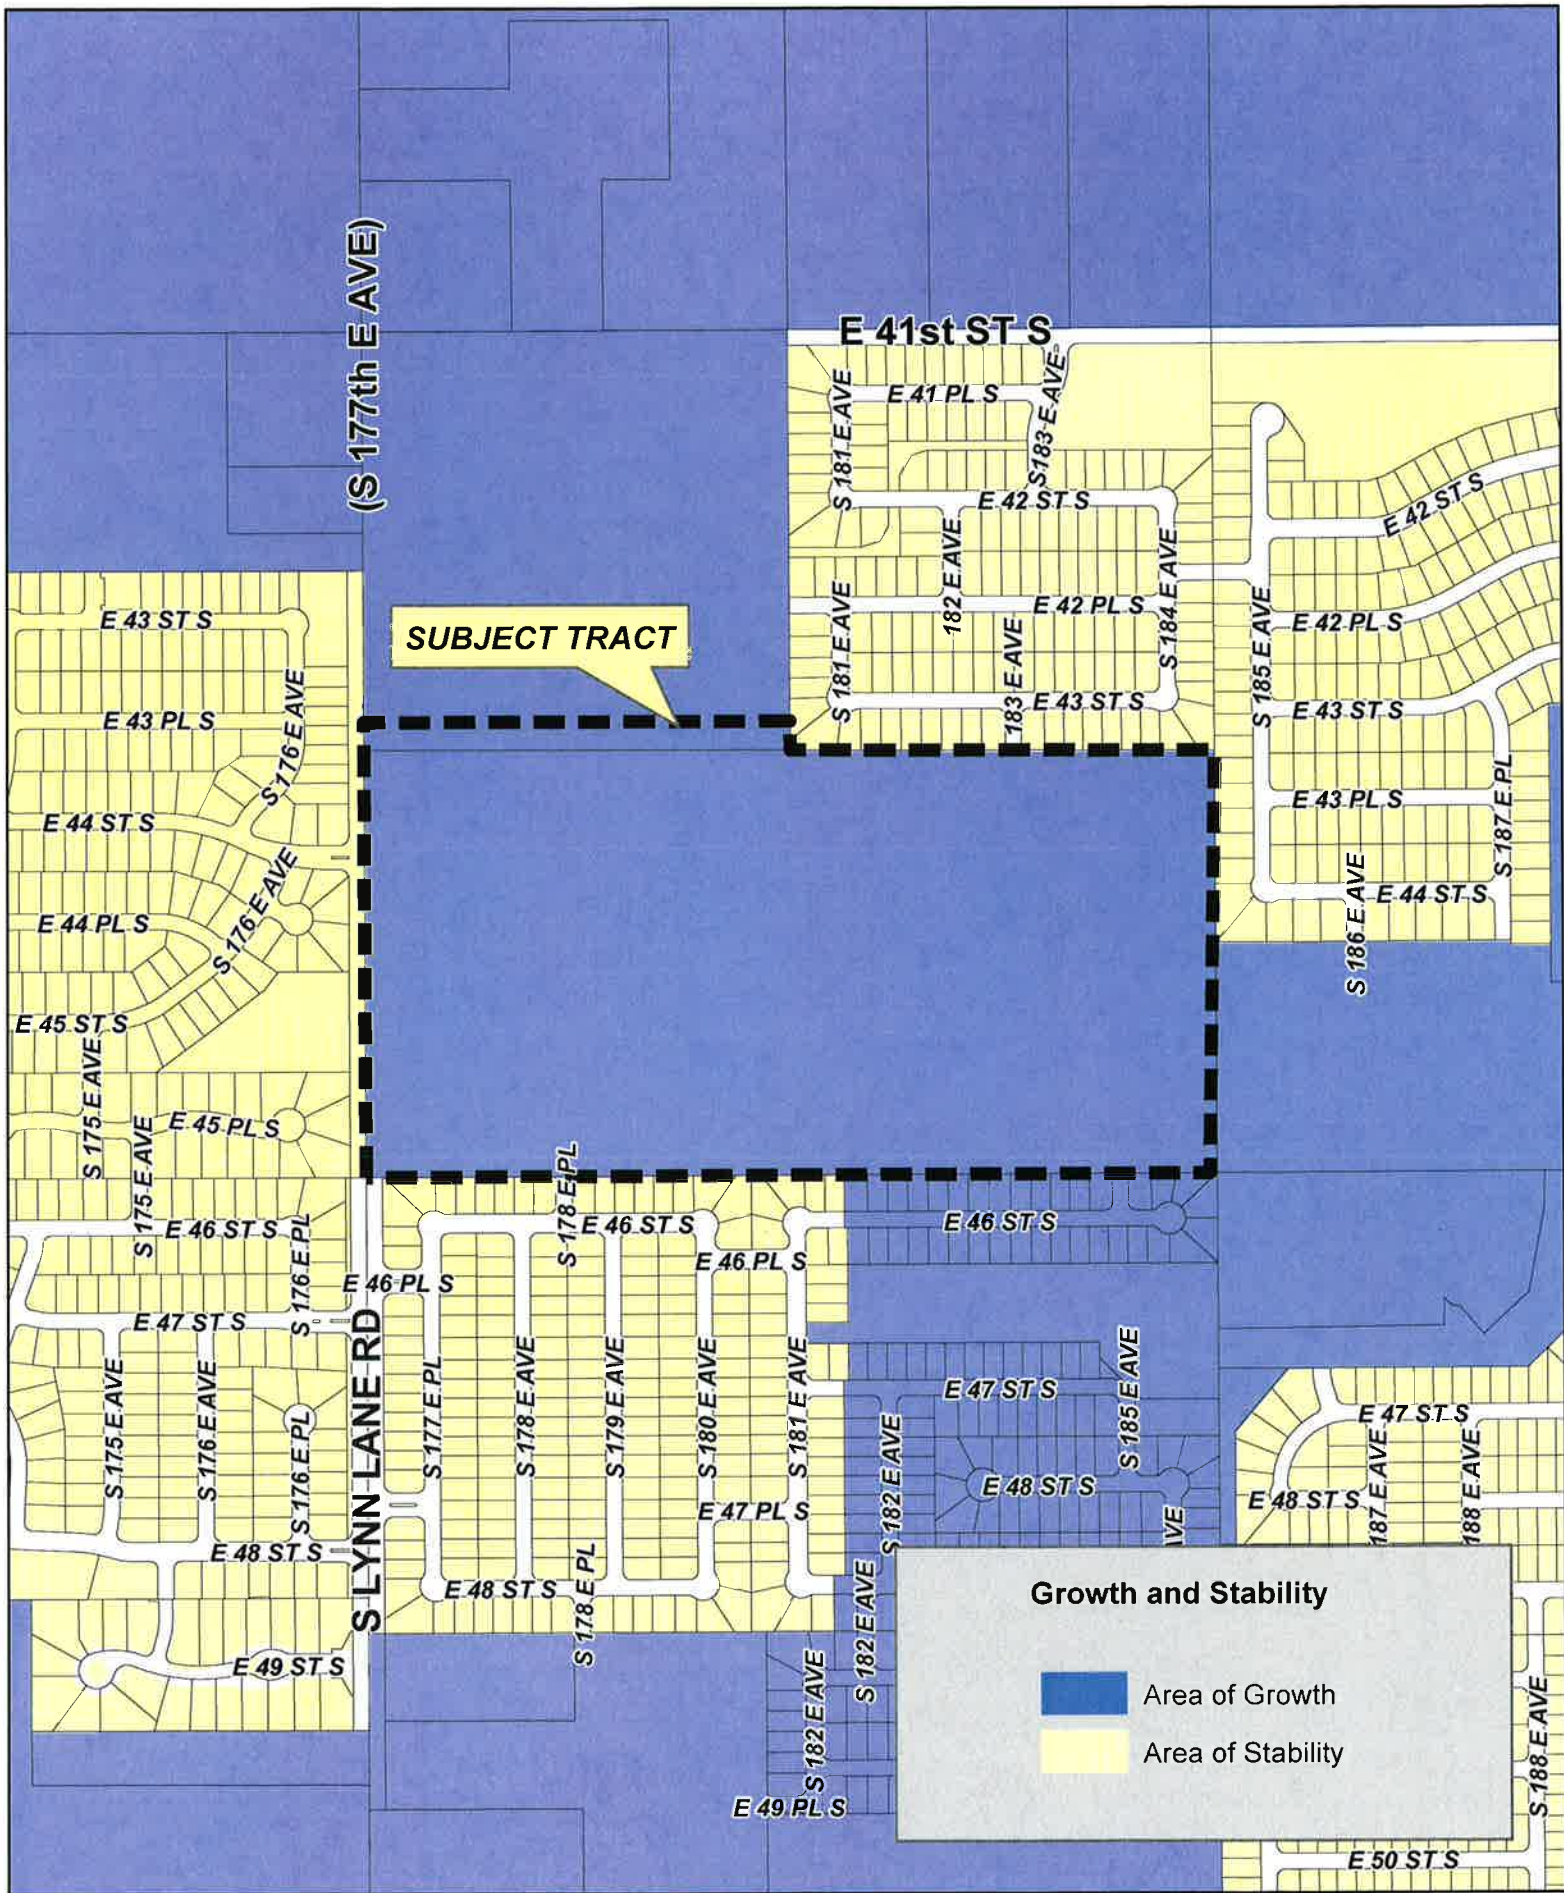 (S 177th E AVE)
E 41st ST S
E 41 PL S
S 181 E AVE
S 183 E AVE
E 42 ST S
E 42 ST S
182 E AVE
S 184 E AVE
E 43 ST S
SUBJECT TRACT
S 181 E AVE
E 42 PL S
183 E AVE
S 185 E AVE
E 42 PL S
S 176 E AVE
E 43 PL S
E 43 ST S
E 43 ST S
E 44 ST S
E 43 PL S
S 187 E PL
S 176 E AVE
E 44 PL S
S 186 E AVE
E 44 ST S
E 45 ST S
S 175 E AVE
S 175 E AVE
E 45 PL S
S 178 E PL
E 46 ST S
S 176 E PL
E 46 ST S
E 46 ST S
E 46 PL S
E 46 PL S
E 47 ST S
S LYNN LANE RD
S 175 E AVE
S 176 E AVE
S 176 E PL
S 177 E PL
S 178 E AVE
S 179 E AVE
S 180 E AVE
S 181 E AVE
E 47 ST S
S 185 E AVE
E 47 ST S
S 182 E AVE
E 48 ST S
E 48 ST S
187 E AVE
188 E AVE
E 47 PL S
AVE
E 48 ST S
E 48 ST S
S 178 E PL
S 182 E AVE
E 49 ST S
S 182 E AVE
E 49 PL S
Growth and Stability
Area of Growth
Area of Stability
S 188 E AVE
E 50 ST S